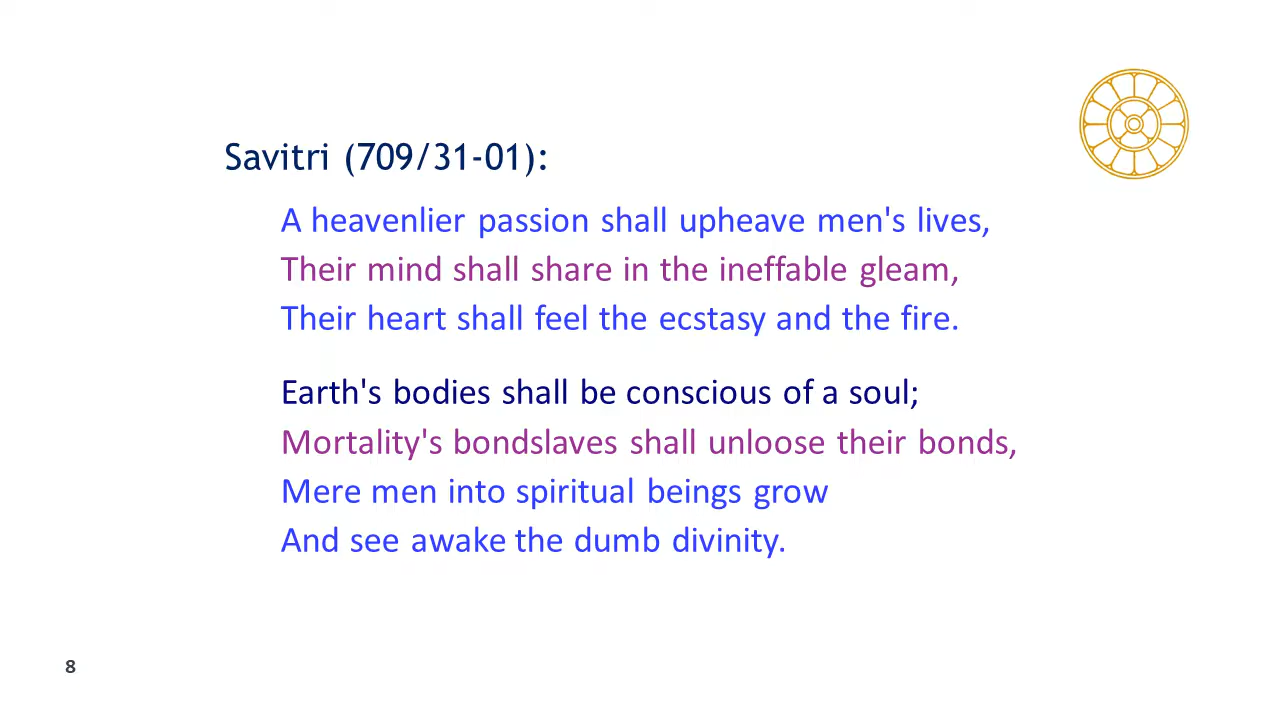 Savitri (709/31-01):
A heavenlier passion shall upheave men's lives,
Their mind shall share in the ineffable gleam,
Their heart shall feel the ecstasy and the fire.
Earth's bodies shall be conscious of a soul;
Mortality's bondslaves shall unloose their bonds,
Mere men into spiritual beings grow
And see awake the dumb divinity.
8